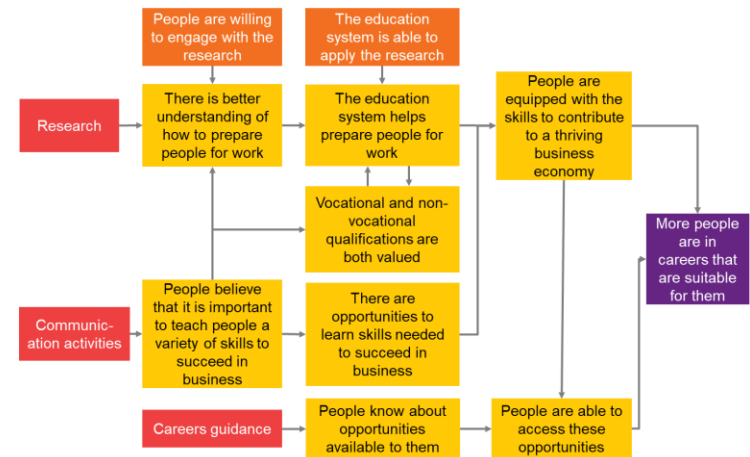 People are willing
to engage with the
research
The education
system is able to
apply the research
Research
There is better
understanding of
how to prepare
people for work
The education
system helps
prepare people for
work
People are
equipped with the
skills to contribute
to a thriving
business
economy
Vocational and non-
vocational
qualifications are
both valued
More people
are in
careers that
are suitable
for them
Communic-
ation activities
People believe
that it is important
to teach people a
variety of skills to
succeed in
business
There are
opportunities to
learn skills needed
to succeed in
business
Careers guidance
People know about
opportunities
available to them
People are able to
access these
opportunities